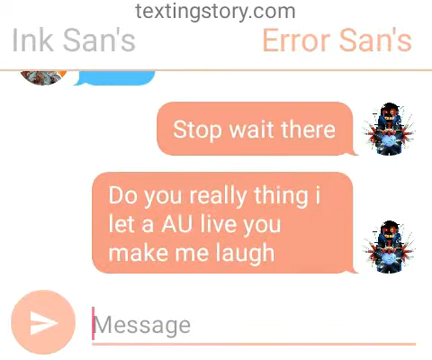 textingstory.com
Ink San's
Error San's
Stop wait there
Do you really thing i
let a AU live you
make me laugh
Message